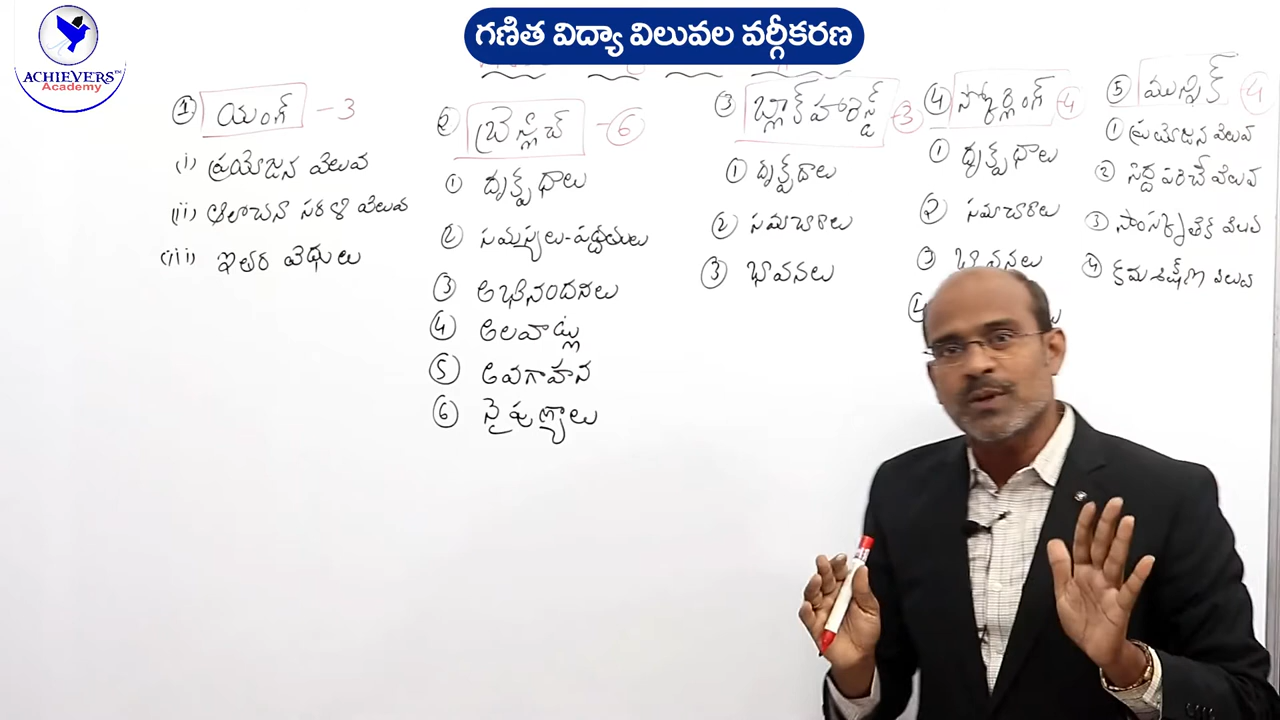 గణిత విద్యా విలువల వర్గీకరణ
ACHIEVERS™
Academy
① యంగ్ - 3
(i) ప్రయోజన విలువ
(ii) ఆలోచనా సరళి విలువ
(iii) ఇతర విధులు
② బ్రెస్లిచ్ - 6
① దృక్పథాలు
② సమస్యలు-పద్ధతులు
③ అభినందనలు
④ అలవాట్లు
⑤ అవగాహన
⑥ నైపుణ్యాలు
③ బ్లాక్‌హారెస్ట్ - 3
① దృక్పథాలు
② సమాచారాలు
③ భావనలు
④ స్కోర్లింగ్ - 4
① దృక్పథాలు
② సమాచారాలు
③ భావనలు
④
⑤ మున్నిక్ - 4
① ప్రయోజన విలువ
② సిద్ధపరిచే విలువ
③ సాంస్కృతిక విలువ
④ క్రమశిక్షణ విలువ